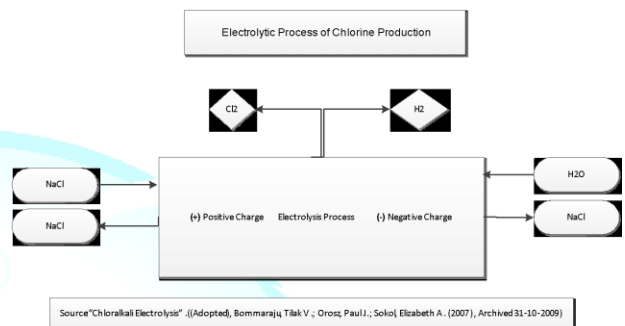 Electrolytic Process of Chlorine Production
Cl2
H2
NaCl
H2O
NaCl
NaCl
(+) Positive Charge Electrolysis Process (-) Negative Charge
Source"Chloralkali Electrolysis" .((Adopted), Bommaraju, Tilak V .; Orosz, Paul J.; Sokol, Elizabeth A. (2007) , Archived 31-10-2009)